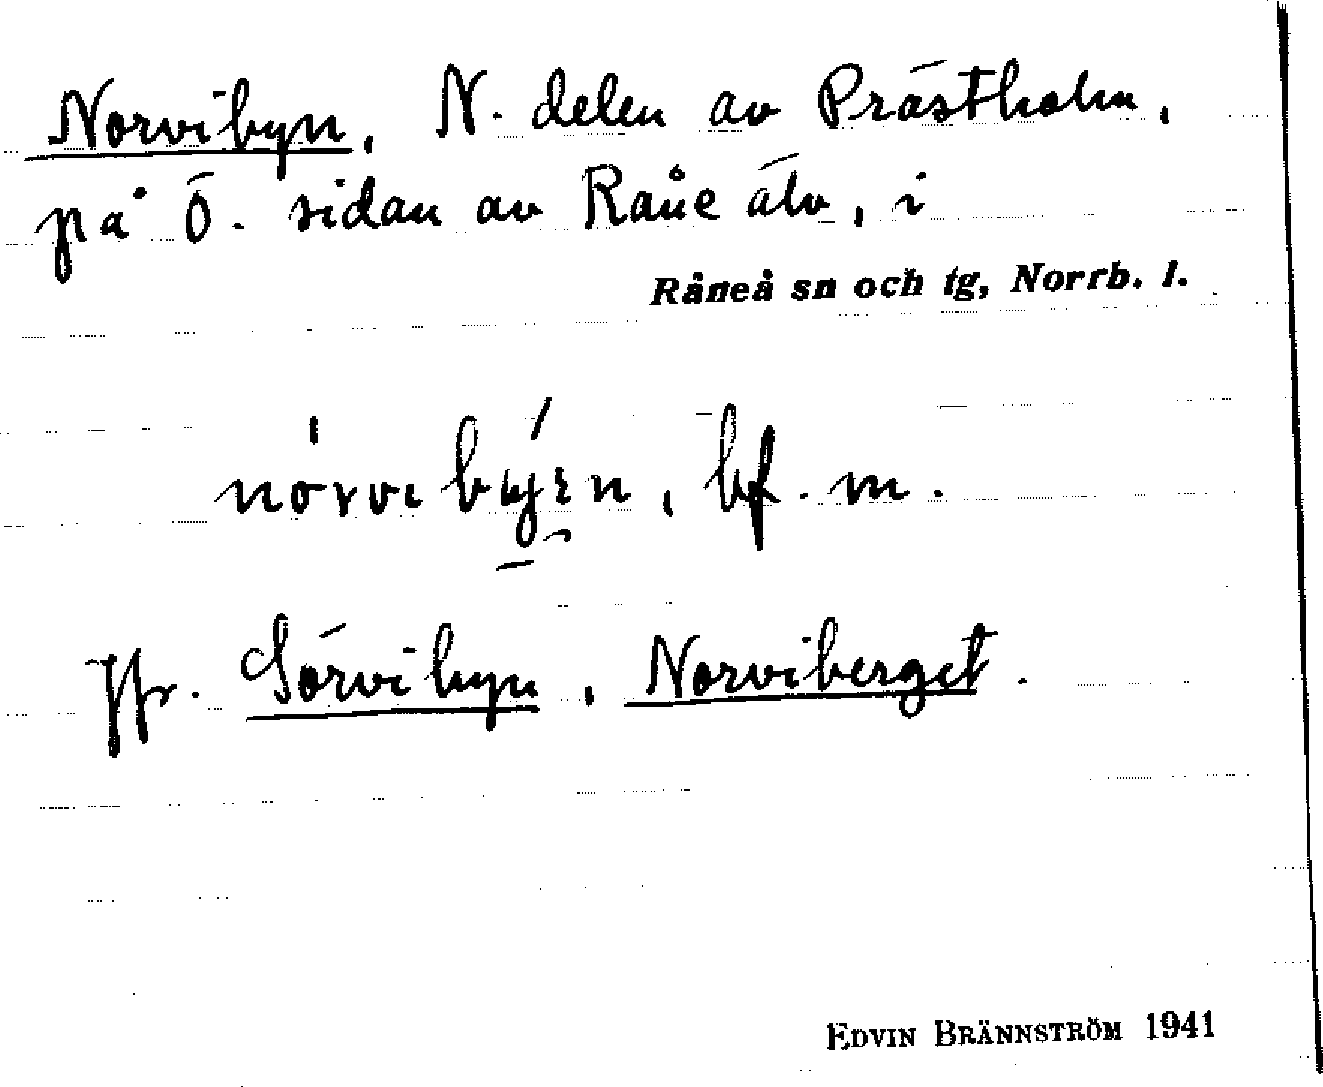 Norvibyn, N. delen av Prästholm,
på Ö. sidan av Råne älv, i
Råneå sn och tg, Norrb. l.
bf. m.
Jfr. Sörvibyn, Norviberget.
EDVIN BRÄNNSTRÖM 1941